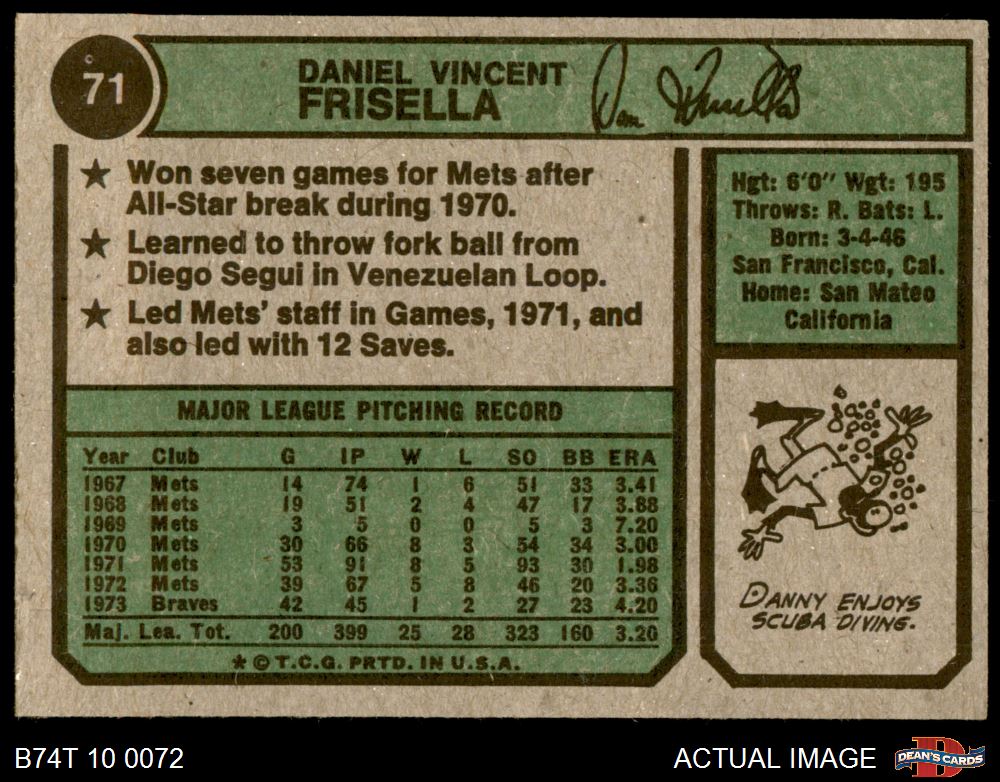 71
DANIEL VINCENT
FRISELLA
Dan Frisella
★ Won seven games for Mets after
All-Star break during 1970.
★ Learned to throw fork ball from
Diego Segui in Venezuelan Loop.
★ Led Mets' staff in Games, 1971, and
also led with 12 Saves.
Hgt: 6'0" Wgt: 195
Throws: R. Bats: L.
Born: 3-4-46
San Francisco, Cal.
Home: San Mateo
California
MAJOR LEAGUE PITCHING RECORD
Year Club G IP W L SO BB ERA
1967 Mets 14 74 1 6 51 33 3.41
1968 Mets 19 51 2 4 47 17 3.88
1969 Mets 3 5 0 0 5 3 7.20
1970 Mets 30 66 8 3 54 34 3.00
1971 Mets 53 91 8 5 93 30 1.98
1972 Mets 39 67 5 8 46 20 3.36
1973 Braves 42 45 1 2 27 23 4.20
Maj. Lea. Tot. 200 399 25 28 323 160 3.20
★ © T.C.G. PRTD. IN U.S.A.
DANNY ENJOYS
SCUBA DIVING.
B74T 10 0072
ACTUAL IMAGE
D
DEAN'S CARDS